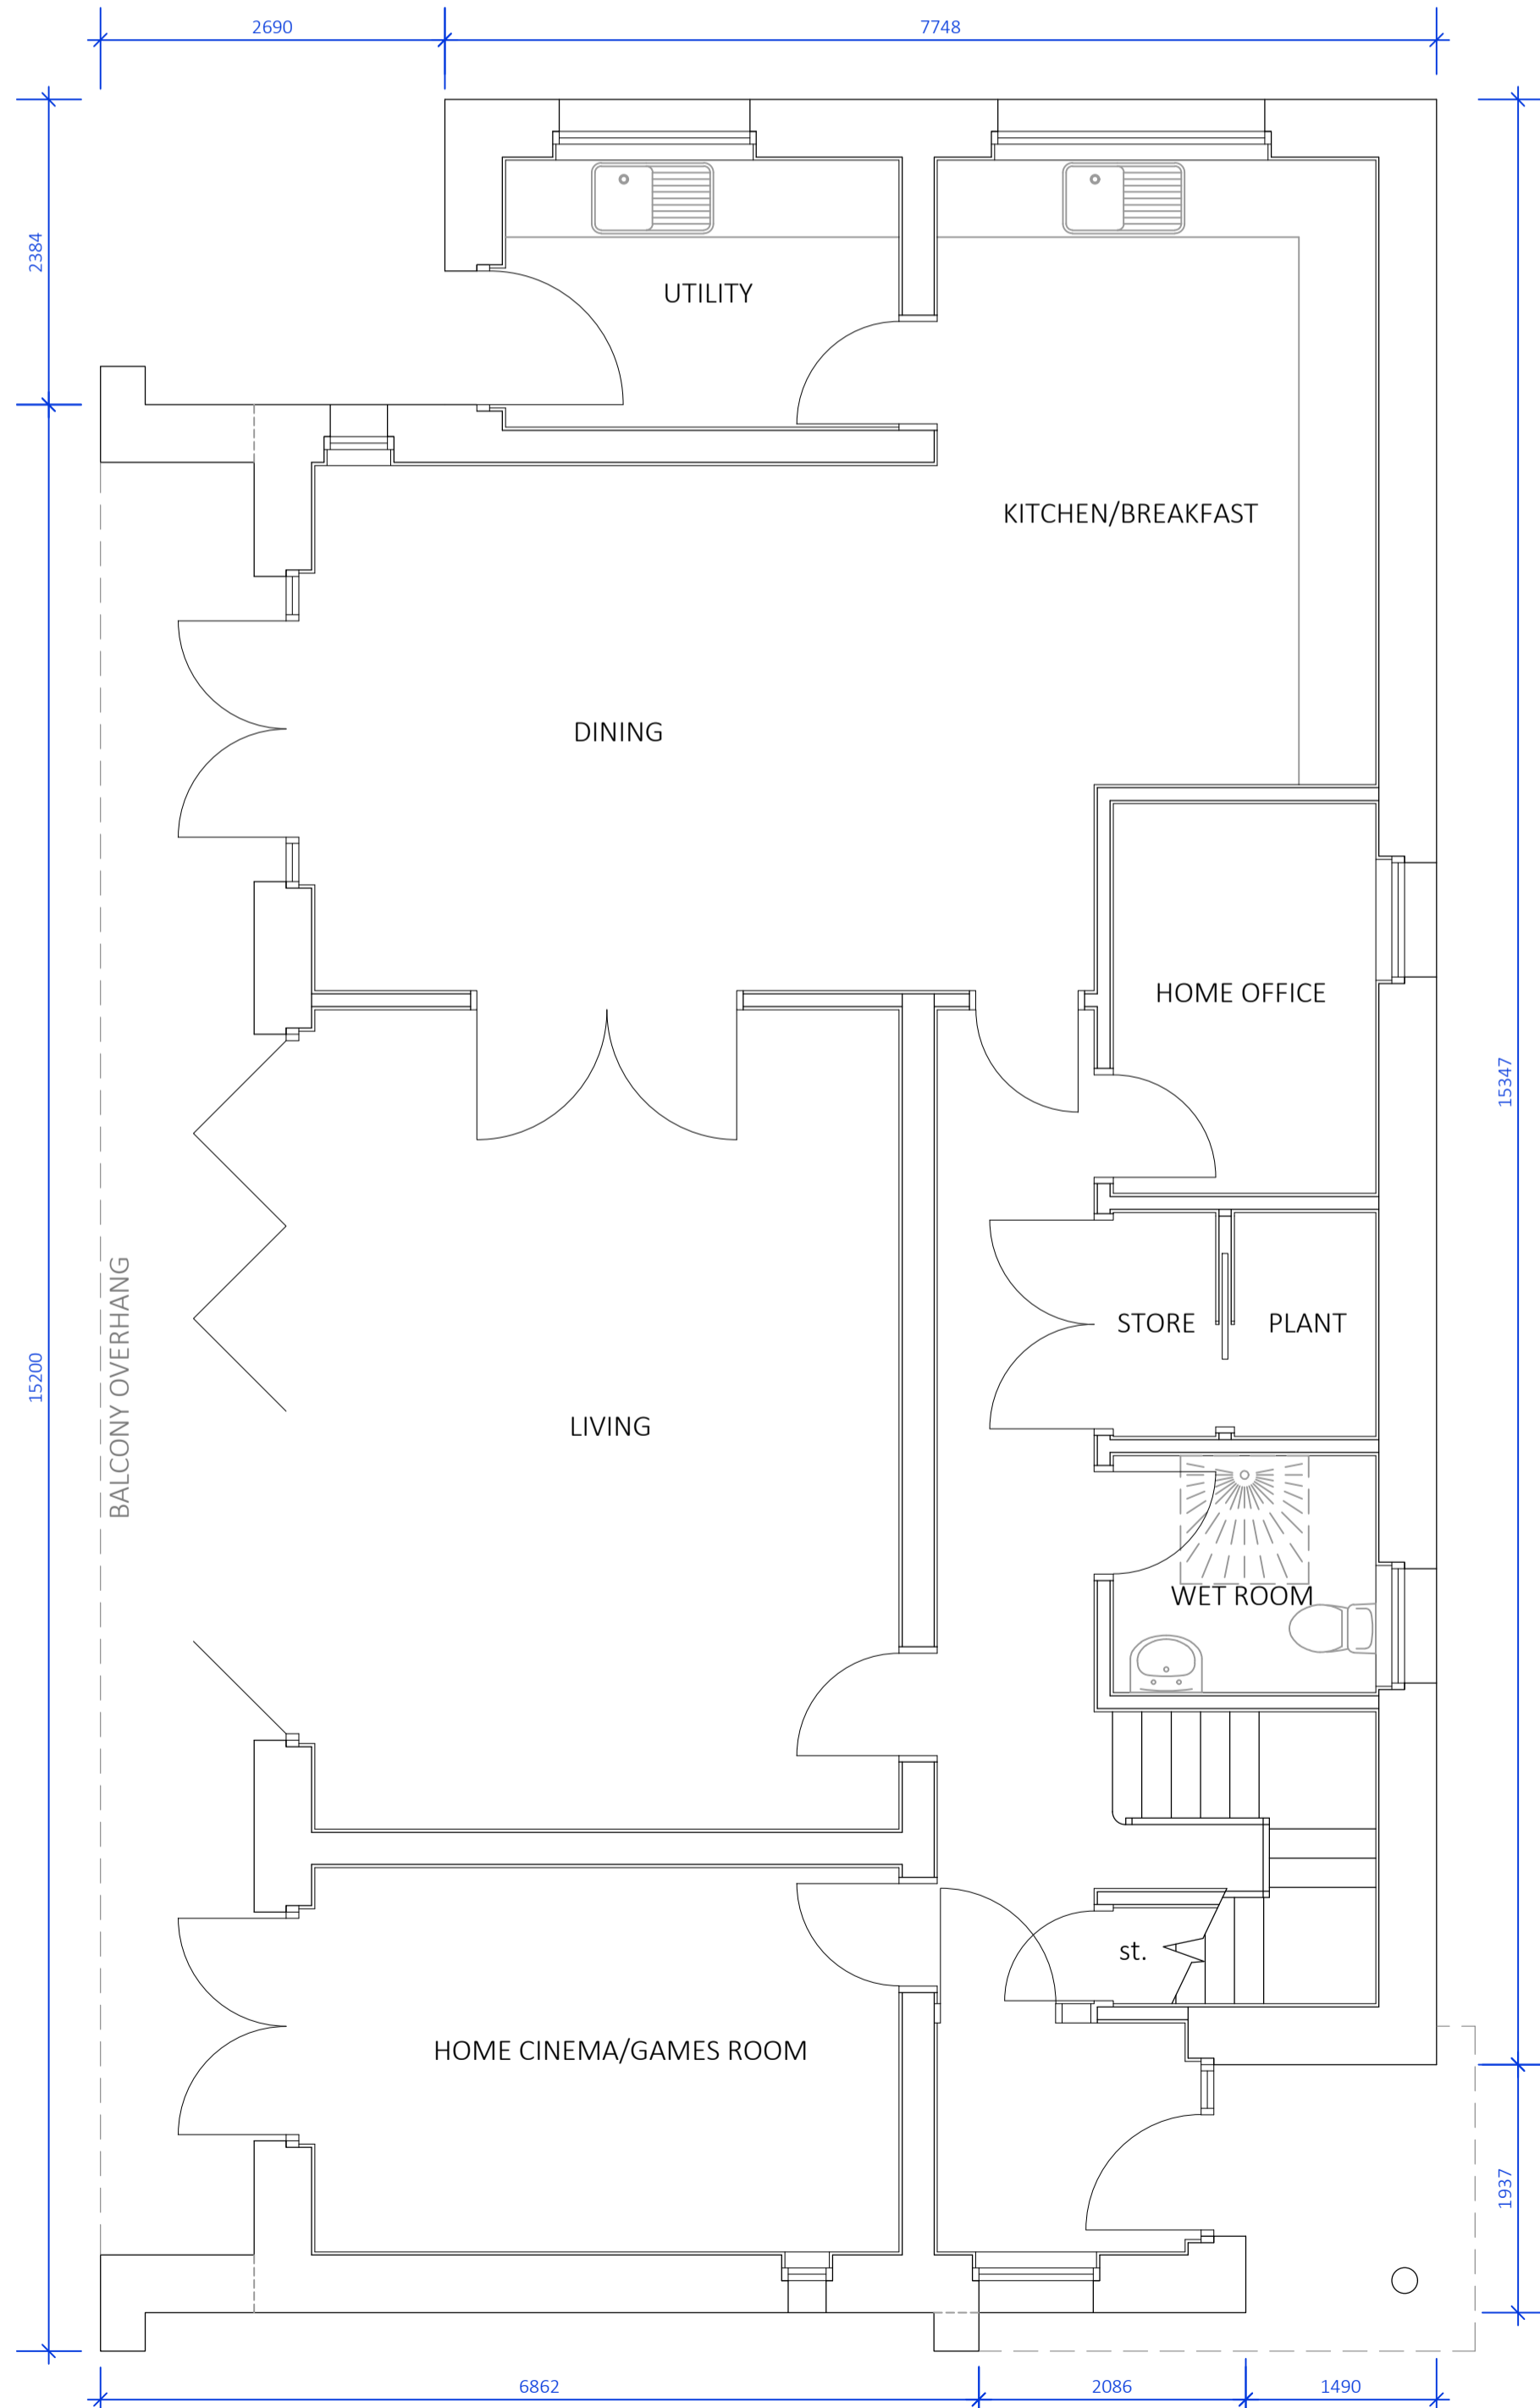 2690
7748
2384
UTILITY
KITCHEN/BREAKFAST
DINING
HOME OFFICE
15347
BALCONY OVERHANG
STORE
PLANT
15200
LIVING
WET ROOM
st.
HOME CINEMA/GAMES ROOM
1937
6862
2086
1490